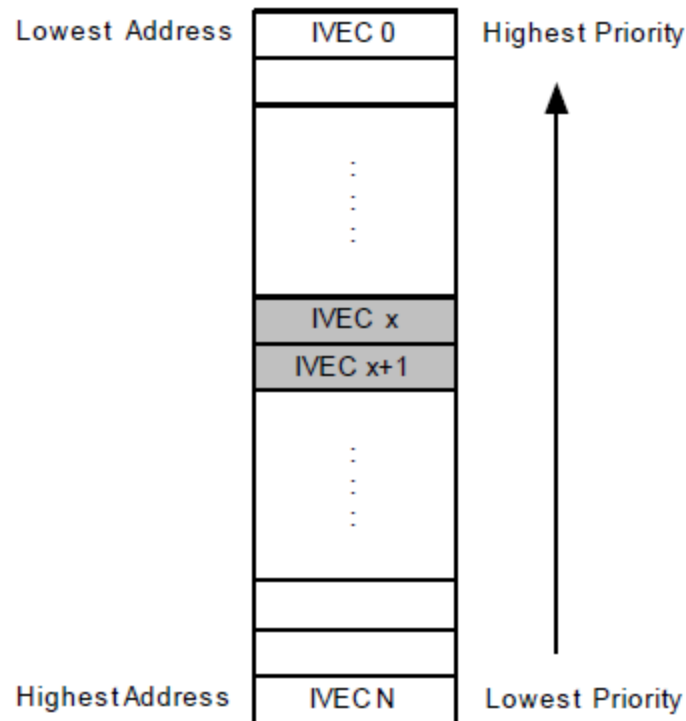 Lowest Address IVEC 0 Highest Priority
:
:
:
IVEC x
IVEC x+1
:
:
:
Highest Address IVEC N Lowest Priority